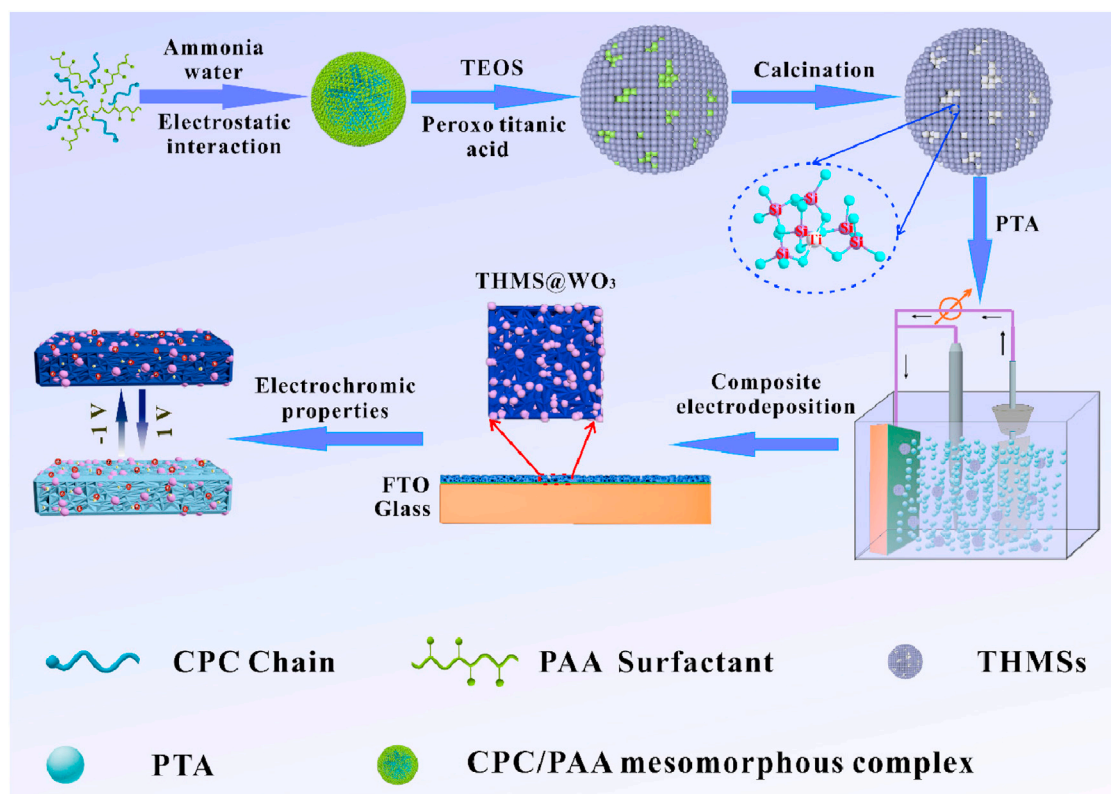 Ammonia
water
Electrostatic
interaction
TEOS
Peroxo titanic
acid
Calcination
Si
Si
Si
Si
Si
Si
Ti
PTA
THMS@WO₃
Electrochromic
properties
Composite
electrodeposition
-1 V
1 V
FTO
Glass
CPC Chain
PAA Surfactant
THMSs
PTA
CPC/PAA mesomorphous complex